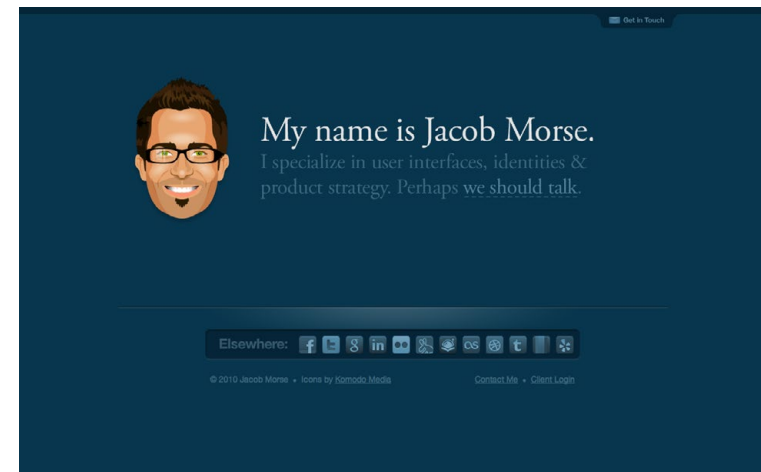 Get in Touch
My name is Jacob Morse.
I specialize in user interfaces, identities &
product strategy. Perhaps we should talk.
Elsewhere:
© 2010 Jacob Morse • Icons by Komodo Media
Contact Me • Client Login